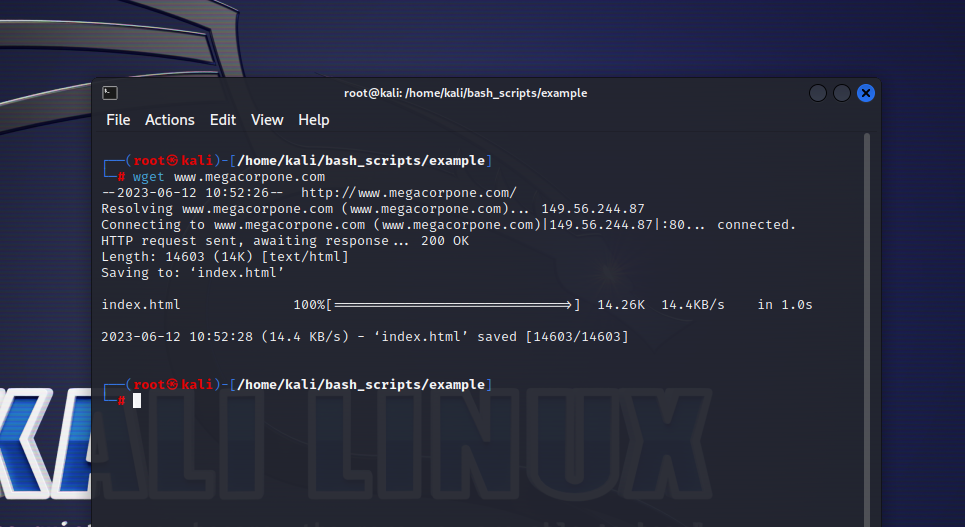 root@kali: /home/kali/bash_scripts/example
File Actions Edit View Help
┌──(root㉿kali)-[/home/kali/bash_scripts/example]
└─# wget www.megacorpone.com
--2023-06-12 10:52:26-- http://www.megacorpone.com/
Resolving www.megacorpone.com (www.megacorpone.com)... 149.56.244.87
Connecting to www.megacorpone.com (www.megacorpone.com)|149.56.244.87|:80... connected.
HTTP request sent, awaiting response... 200 OK
Length: 14603 (14K) [text/html]
Saving to: ‘index.html’
index.html 100%[==============================>] 14.26K 14.4KB/s in 1.0s
2023-06-12 10:52:28 (14.4 KB/s) - ‘index.html’ saved [14603/14603]
┌──(root㉿kali)-[/home/kali/bash_scripts/example]
└─#
KALI LINUX